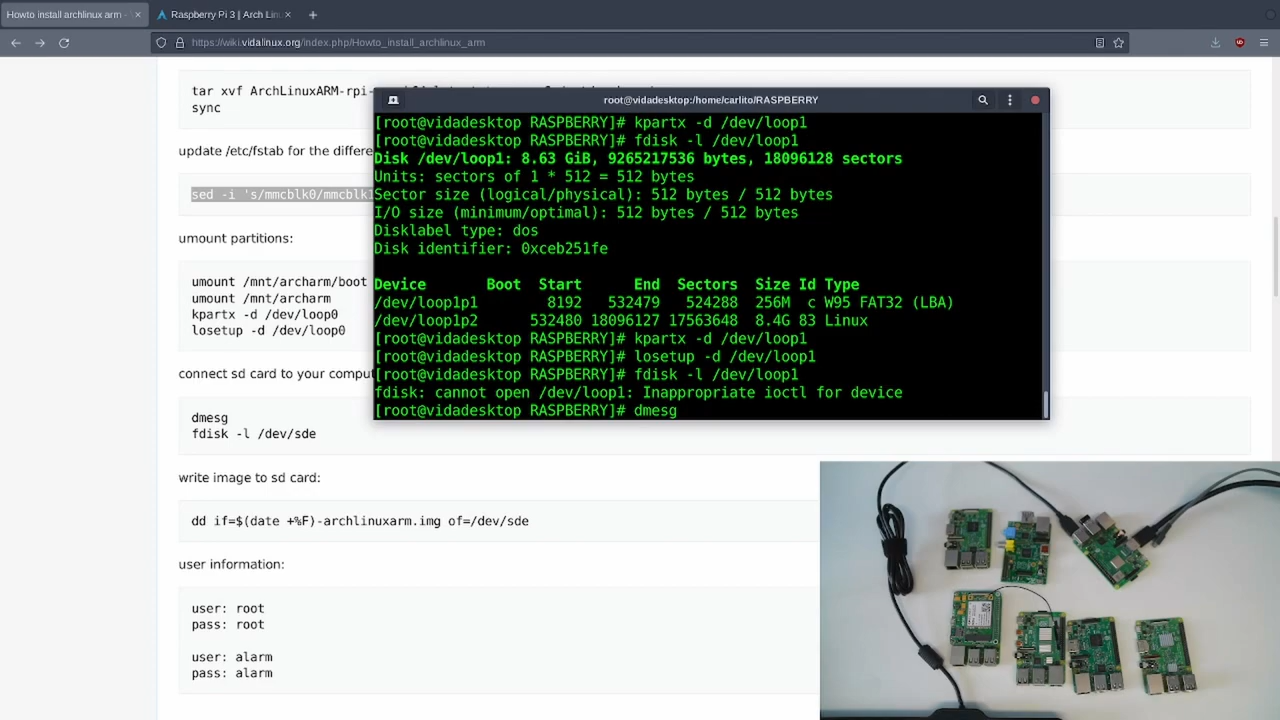 Howto install archlinux arm -
Raspberry Pi 3 | Arch Lin
https://wiki.vidalinux.org/index.php/Howto_install_archlinux_arm
tar xvf ArchLinuxARM-rpi-
sync
update /etc/fstab for the differe
sed -i 's/mmcblk0/mmcblk1
umount partitions:
umount /mnt/archarm/boot
umount /mnt/archarm
kpartx -d /dev/loop0
losetup -d /dev/loop0
connect sd card to your comput
dmesg
fdisk -l /dev/sde
write image to sd card:
dd if=$(date +%F)-archlinuxarm.img of=/dev/sde
user information:
user: root
pass: root
user: alarm
pass: alarm
root@vidadesktop:/home/carlito/RASPBERRY
[root@vidadesktop RASPBERRY]# kpartx -d /dev/loop1
[root@vidadesktop RASPBERRY]# fdisk -l /dev/loop1
Disk /dev/loop1: 8.63 GiB, 9265217536 bytes, 18096128 sectors
Units: sectors of 1 * 512 = 512 bytes
Sector size (logical/physical): 512 bytes / 512 bytes
I/O size (minimum/optimal): 512 bytes / 512 bytes
Disklabel type: dos
Disk identifier: 0xceb251fe
Device Boot Start End Sectors Size Id Type
/dev/loop1p1 8192 532479 524288 256M c W95 FAT32 (LBA)
/dev/loop1p2 532480 18096127 17563648 8.4G 83 Linux
[root@vidadesktop RASPBERRY]# kpartx -d /dev/loop1
[root@vidadesktop RASPBERRY]# losetup -d /dev/loop1
[root@vidadesktop RASPBERRY]# fdisk -l /dev/loop1
fdisk: cannot open /dev/loop1: Inappropriate ioctl for device
[root@vidadesktop RASPBERRY]# dmesg